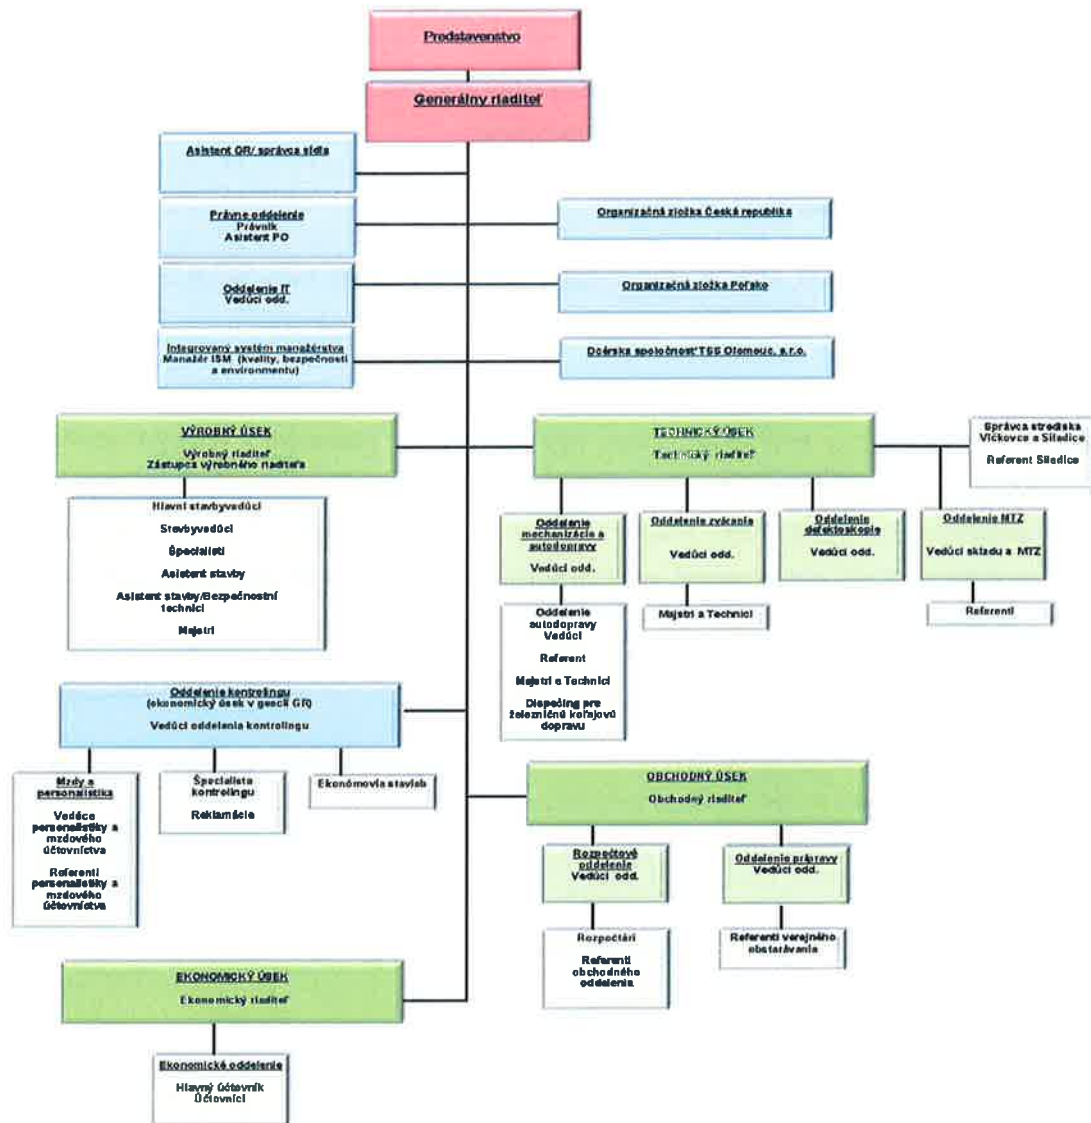 Predstavenstvo
Generálny riaditeľ
Asistent GR/ správca sídla
Právne oddelenie
Právnik
Asistent PO
Organizačná zložka Česká republika
Oddelenie IT
Vedúci odd.
Organizačná zložka Poľsko
Integrovaný systém manažérstva
Manažér ISM (kvality, bezpečnosti
a environmentu)
Dcérska spoločnosť TSS Olomouc, s.r.o.
VÝROBNÝ ÚSEK
Výrobný riaditeľ
Zástupca výrobného riaditeľa
TECHNICKÝ ÚSEK
Technický riaditeľ
Správca strediska
Vlčkovce a Siladice
Referent Siladice
Hlavní stavbyvedúci
Stavbyvedúci
Špecialisti
Asistent stavby
Asistent stavby/Bezpečnostní
technici
Majstri
Oddelenie
mechanizácie a
autodopravy
Vedúci odd.
Oddelenie zvárania
Vedúci odd.
Oddelenie
defektoskopie
Vedúci odd.
Oddelenie MTZ
Vedúci skladu a MTZ
Oddelenie
autodopravy
Vedúci
Referent
Majstri a Technici
Dispečing pre
železničnú koľajovú
dopravu
Majstri a Technici
Referenti
Oddelenie kontrolingu
(ekonomický úsek v gescii GR)
Vedúci oddelenia kontrolingu
Mzdy a
personalistika
Vedúca
personalistiky a
mzdového
účtovníctva
Referenti
personalistiky a
mzdového
účtovníctva
Špecialista
kontrolingu
Reklamácie
Ekonómovia stavieb
OBCHODNÝ ÚSEK
Obchodný riaditeľ
Rozpočtové
oddelenie
Vedúci odd.
Oddelenie prípravy
Vedúci odd.
Rozpočtári
Referenti
obchodného
oddelenia
Referenti verejného
obstarávania
EKONOMICKÝ ÚSEK
Ekonomický riaditeľ
Ekonomické oddelenie
Hlavný účtovník
Účtovníci